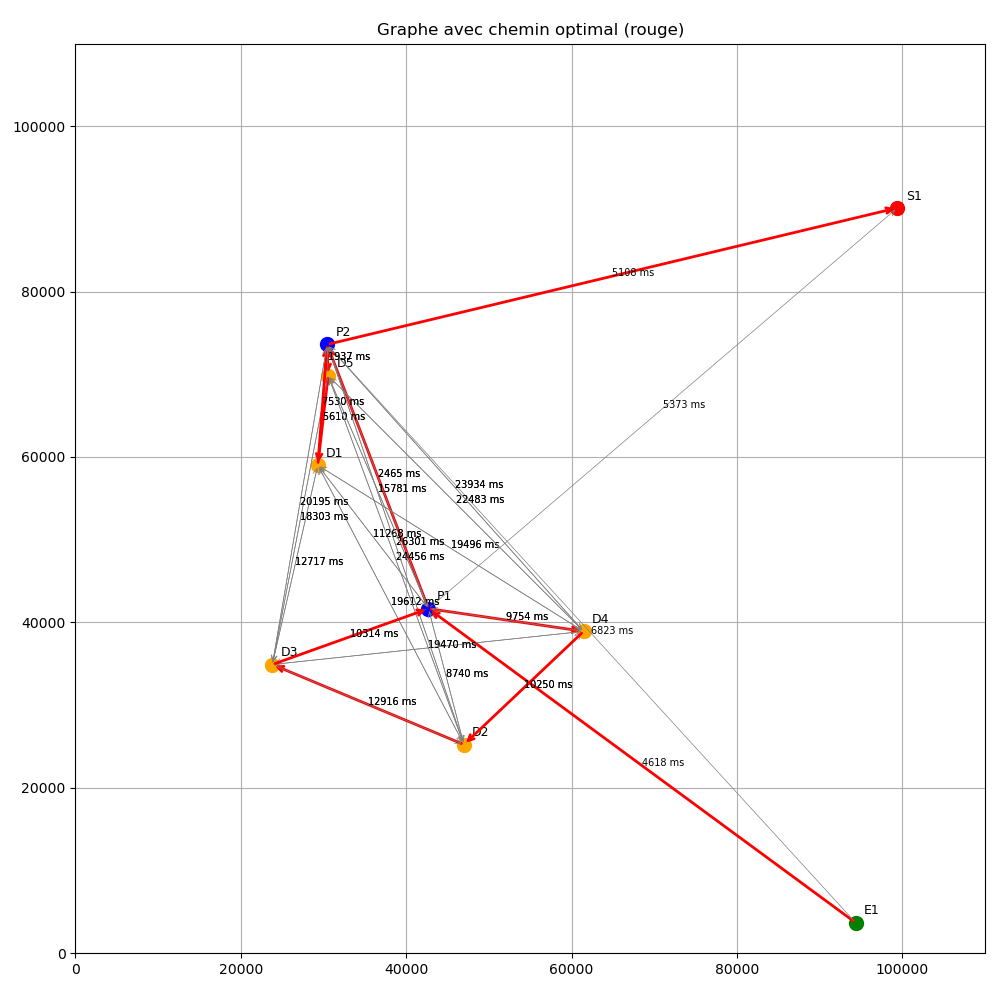 Graphe avec chemin optimal (rouge)
100000
80000
60000
40000
20000
0
S1
5108 ms
P2
1937 ms
D5
7530 ms
5610 ms
5373 ms
D1
2465 ms
15781 ms
23934 ms
22483 ms
20195 ms
18303 ms
11268 ms
26301 ms
24456 ms
19496 ms
12717 ms
19612 ms
P1
9754 ms
D4
6823 ms
10314 ms
D3
19470 ms
8740 ms
10250 ms
12916 ms
D2
4618 ms
E1
0
20000
40000
60000
80000
100000